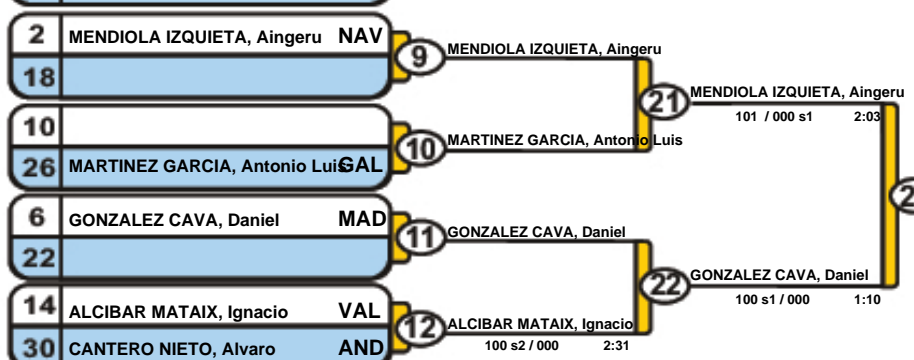 2 MENDIOLA IZQUIETA, Aingeru NAV
18
9
MENDIOLA IZQUIETA, Aingeru
10
26 MARTINEZ GARCIA, Antonio Luis GAL
10
MARTINEZ GARCIA, Antonio Luis
21
MENDIOLA IZQUIETA, Aingeru
101 / 000 s1 2:03
6 GONZALEZ CAVA, Daniel MAD
22
11
GONZALEZ CAVA, Daniel
14 ALCIBAR MATAIX, Ignacio VAL
30 CANTERO NIETO, Alvaro AND
12
ALCIBAR MATAIX, Ignacio
100 s2 / 000 2:31
22
GONZALEZ CAVA, Daniel
100 s1 / 000 1:10